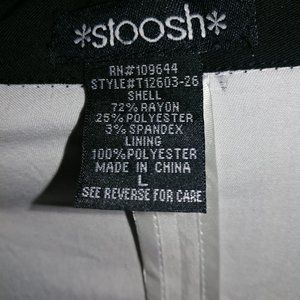 *stoosh*
RN#109644
STYLE#T12603-26
SHELL
72% RAYON
25% POLYESTER
3% SPANDEX
LINING
100% POLYESTER
MADE IN CHINA
L
SEE REVERSE FOR CARE